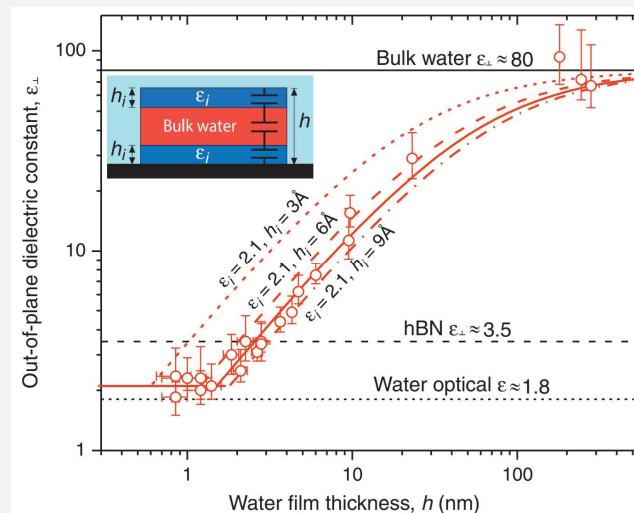 100
Bulk water ε⊥ ≈ 80
hᵢ
εᵢ
Bulk water
h
hᵢ
εᵢ
Out-of-plane dielectric constant, ε⊥
εᵢ = 2.1, hᵢ = 3Å
εᵢ = 2.1, hᵢ = 6Å
εᵢ = 2.1, hᵢ = 9Å
10
hBN ε⊥ ≈ 3.5
Water optical ε ≈ 1.8
1
1
10
100
Water film thickness, h (nm)